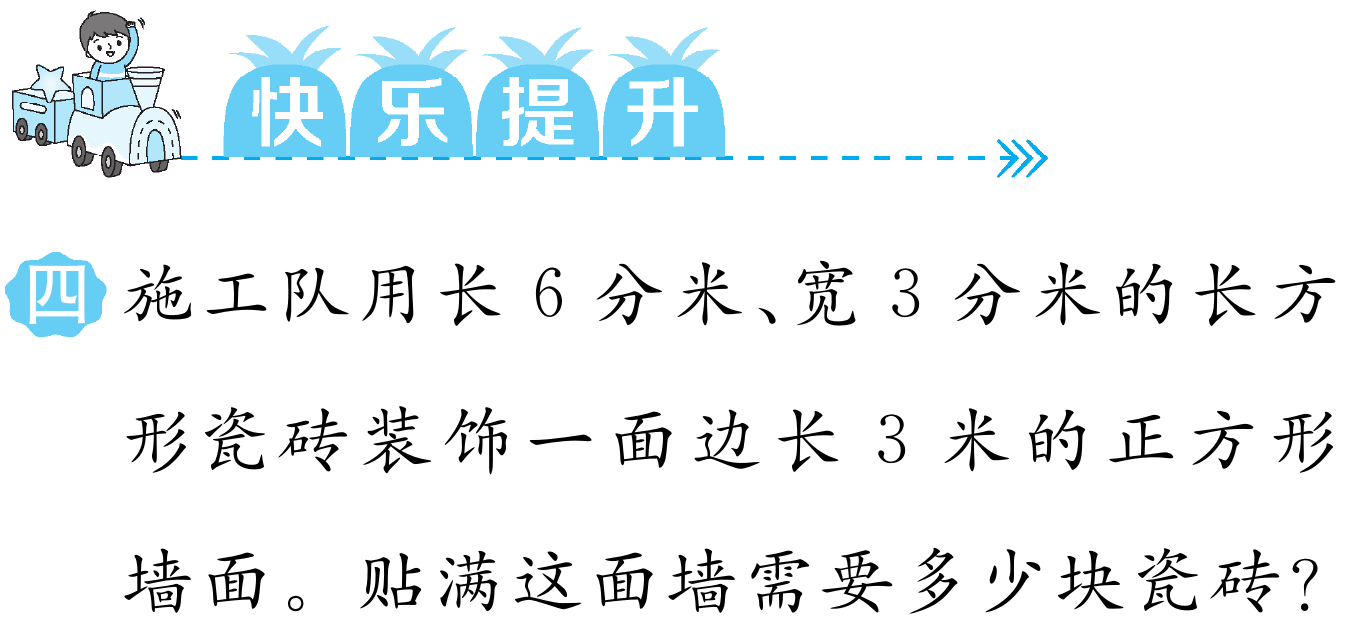 快乐提升
四 施工队用长 6 分米、宽 3 分米的长方
形瓷砖装饰一面边长 3 米的正方形
墙面。贴满这面墙需要多少块瓷砖?